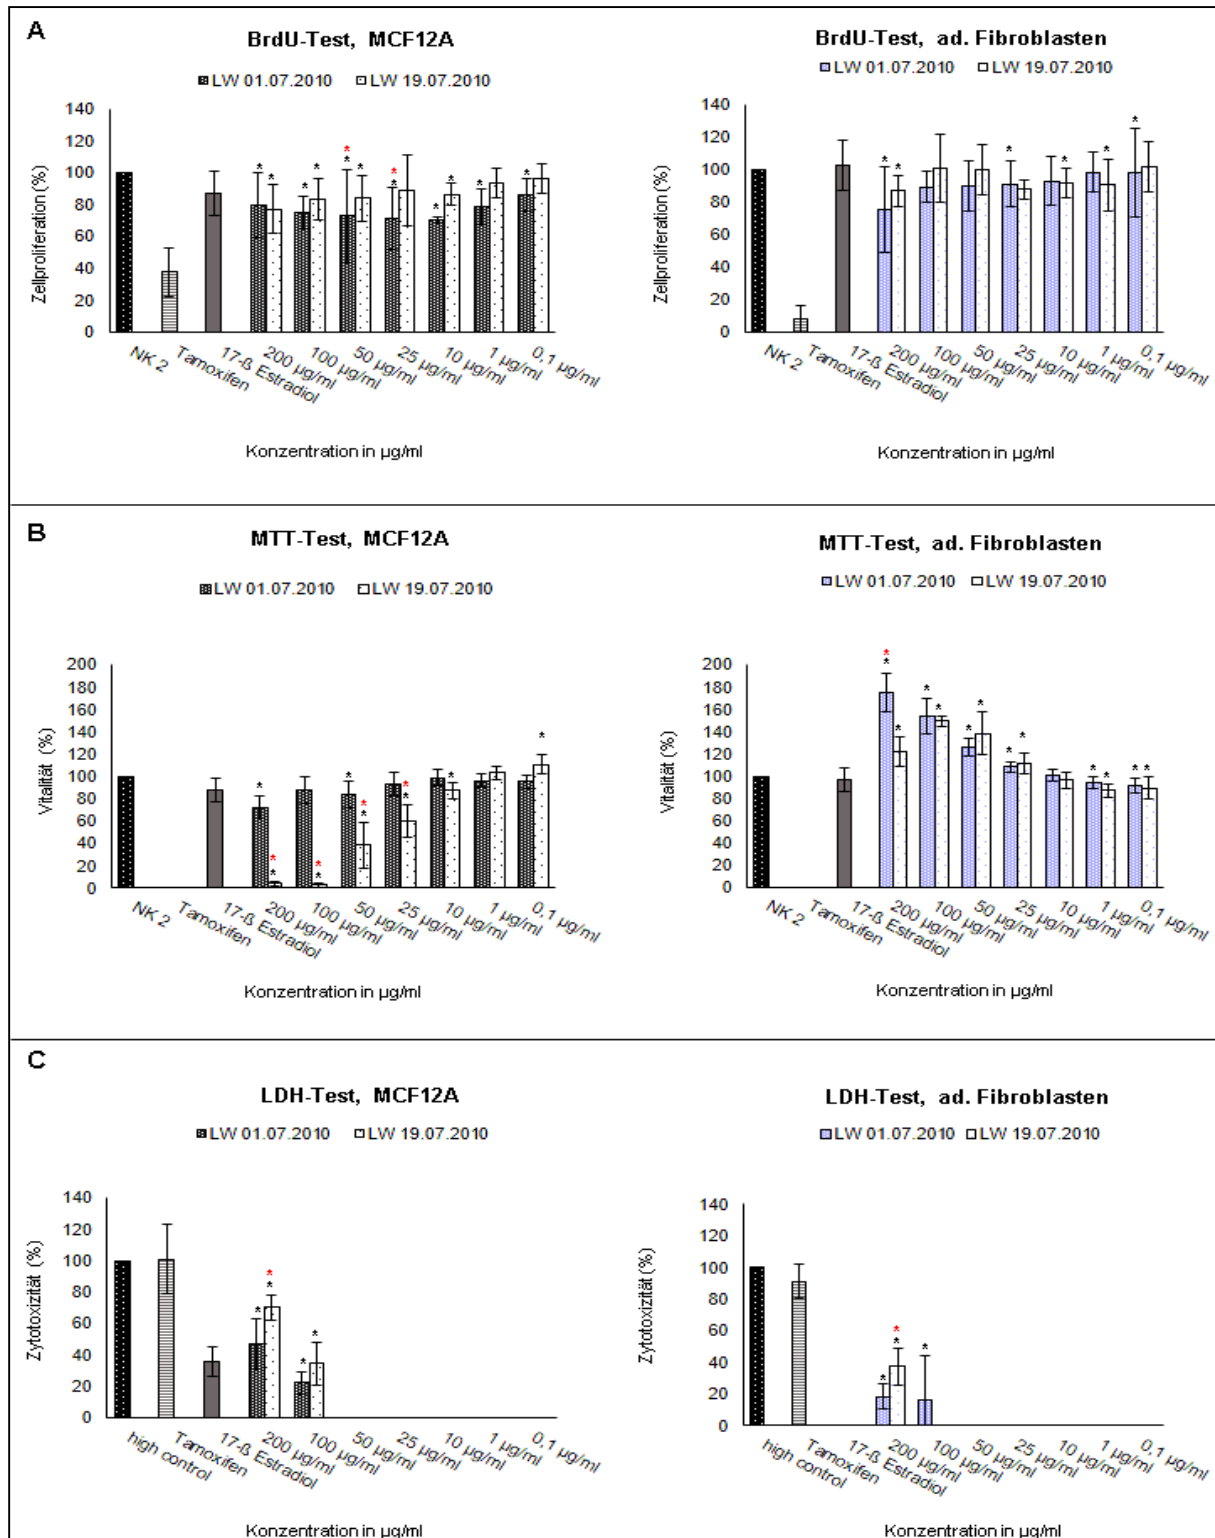 A
BrdU-Test, MCF12A
LW 01.07.2010 LW 19.07.2010
Zellproliferation (%)
140
120
100
80
60
40
20
0
* * * * * * * * * * * * *
NK 2
Tamoxifen
17-ß Estradiol
200 µg/ml
100 µg/ml
50 µg/ml
25 µg/ml
10 µg/ml
1 µg/ml
0,1 µg/ml
Konzentration in µg/ml
BrdU-Test, ad. Fibroblasten
LW 01.07.2010 LW 19.07.2010
Zellproliferation (%)
140
120
100
80
60
40
20
0
* * * * * *
NK 2
Tamoxifen
17-ß Estradiol
200 µg/ml
100 µg/ml
50 µg/ml
25 µg/ml
10 µg/ml
1 µg/ml
0,1 µg/ml
Konzentration in µg/ml
B
MTT-Test, MCF12A
LW 01.07.2010 LW 19.07.2010
Vitalität (%)
200
180
160
140
120
100
80
60
40
20
0
* * * * * * * * * * * *
NK 2
Tamoxifen
17-ß Estradiol
200 µg/ml
100 µg/ml
50 µg/ml
25 µg/ml
10 µg/ml
1 µg/ml
0,1 µg/ml
Konzentration in µg/ml
MTT-Test, ad. Fibroblasten
LW 01.07.2010 LW 19.07.2010
Vitalität (%)
200
180
160
140
120
100
80
60
40
20
0
* * * * * * * * * * * * *
NK 2
Tamoxifen
17-ß Estradiol
200 µg/ml
100 µg/ml
50 µg/ml
25 µg/ml
10 µg/ml
1 µg/ml
0,1 µg/ml
Konzentration in µg/ml
C
LDH-Test, MCF12A
LW 01.07.2010 LW 19.07.2010
Zytotoxizität (%)
140
120
100
80
60
40
20
0
* * * * *
high control
Tamoxifen
17-ß Estradiol
200 µg/ml
100 µg/ml
50 µg/ml
25 µg/ml
10 µg/ml
1 µg/ml
0,1 µg/ml
Konzentration in µg/ml
LDH-Test, ad. Fibroblasten
LW 01.07.2010 LW 19.07.2010
Zytotoxizität (%)
140
120
100
80
60
40
20
0
* * * *
high control
Tamoxifen
17-ß Estradiol
200 µg/ml
100 µg/ml
50 µg/ml
25 µg/ml
10 µg/ml
1 µg/ml
0,1 µg/ml
Konzentration in µg/ml